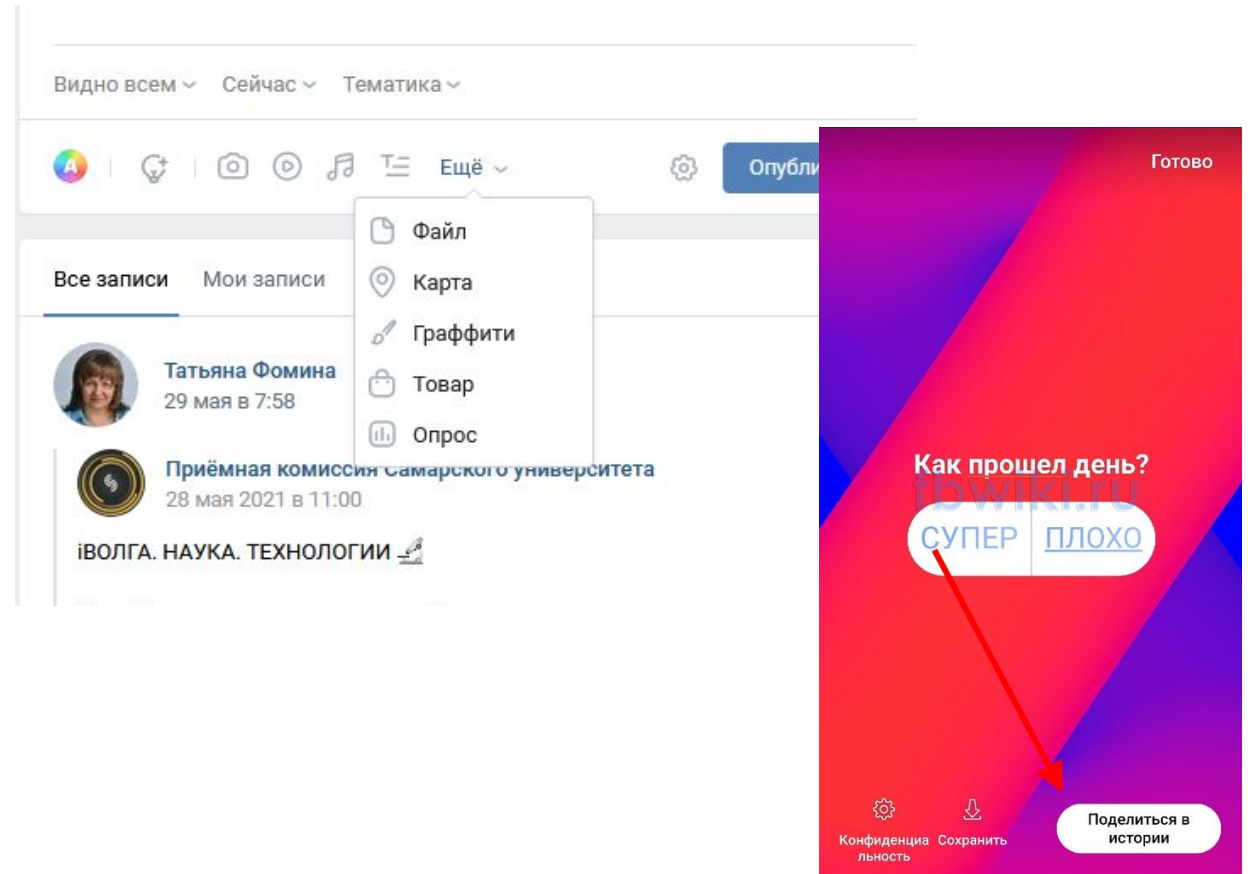 Видно всем Сейчас Тематика
Ещё
Опубли
Файл
Карта
Граффити
Товар
Опрос
Все записи Мои записи
Татьяна Фомина
29 мая в 7:58
Приёмная комиссия Самарского университета
28 мая 2021 в 11:00
iВОЛГА. НАУКА. ТЕХНОЛОГИИ
Готово
Как прошел день?
fbwiki.ru
СУПЕР ПЛОХО
Конфиденциа
льность
Сохранить
Поделиться в
истории